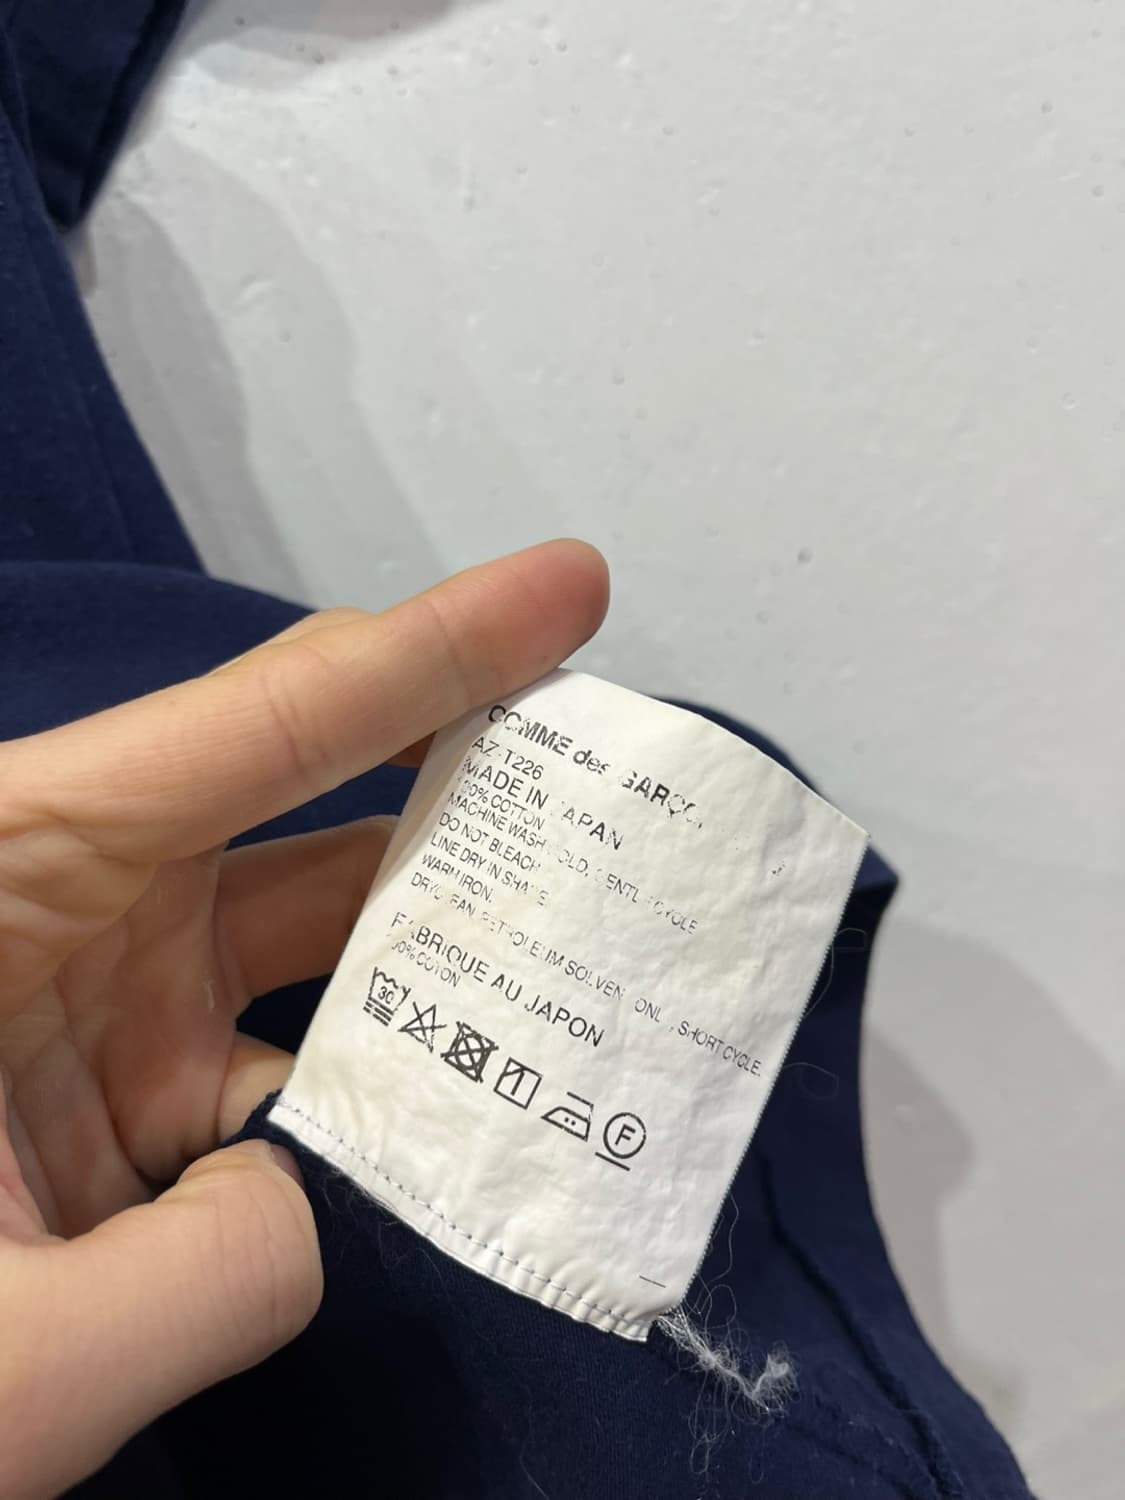 COMME des GARÇ
AZ-T226
MADE IN JAPAN
100% COTTON
MACHINE WASH COLD, GENTLE CYCLE
DO NOT BLEACH
LINE DRY IN SHADE
WARM IRON.
DRYCLEAN, PETROLEUM SOLVENT ONLY, SHORT CYCLE.
FABRIQUE AU JAPON
100% COTON
30
F